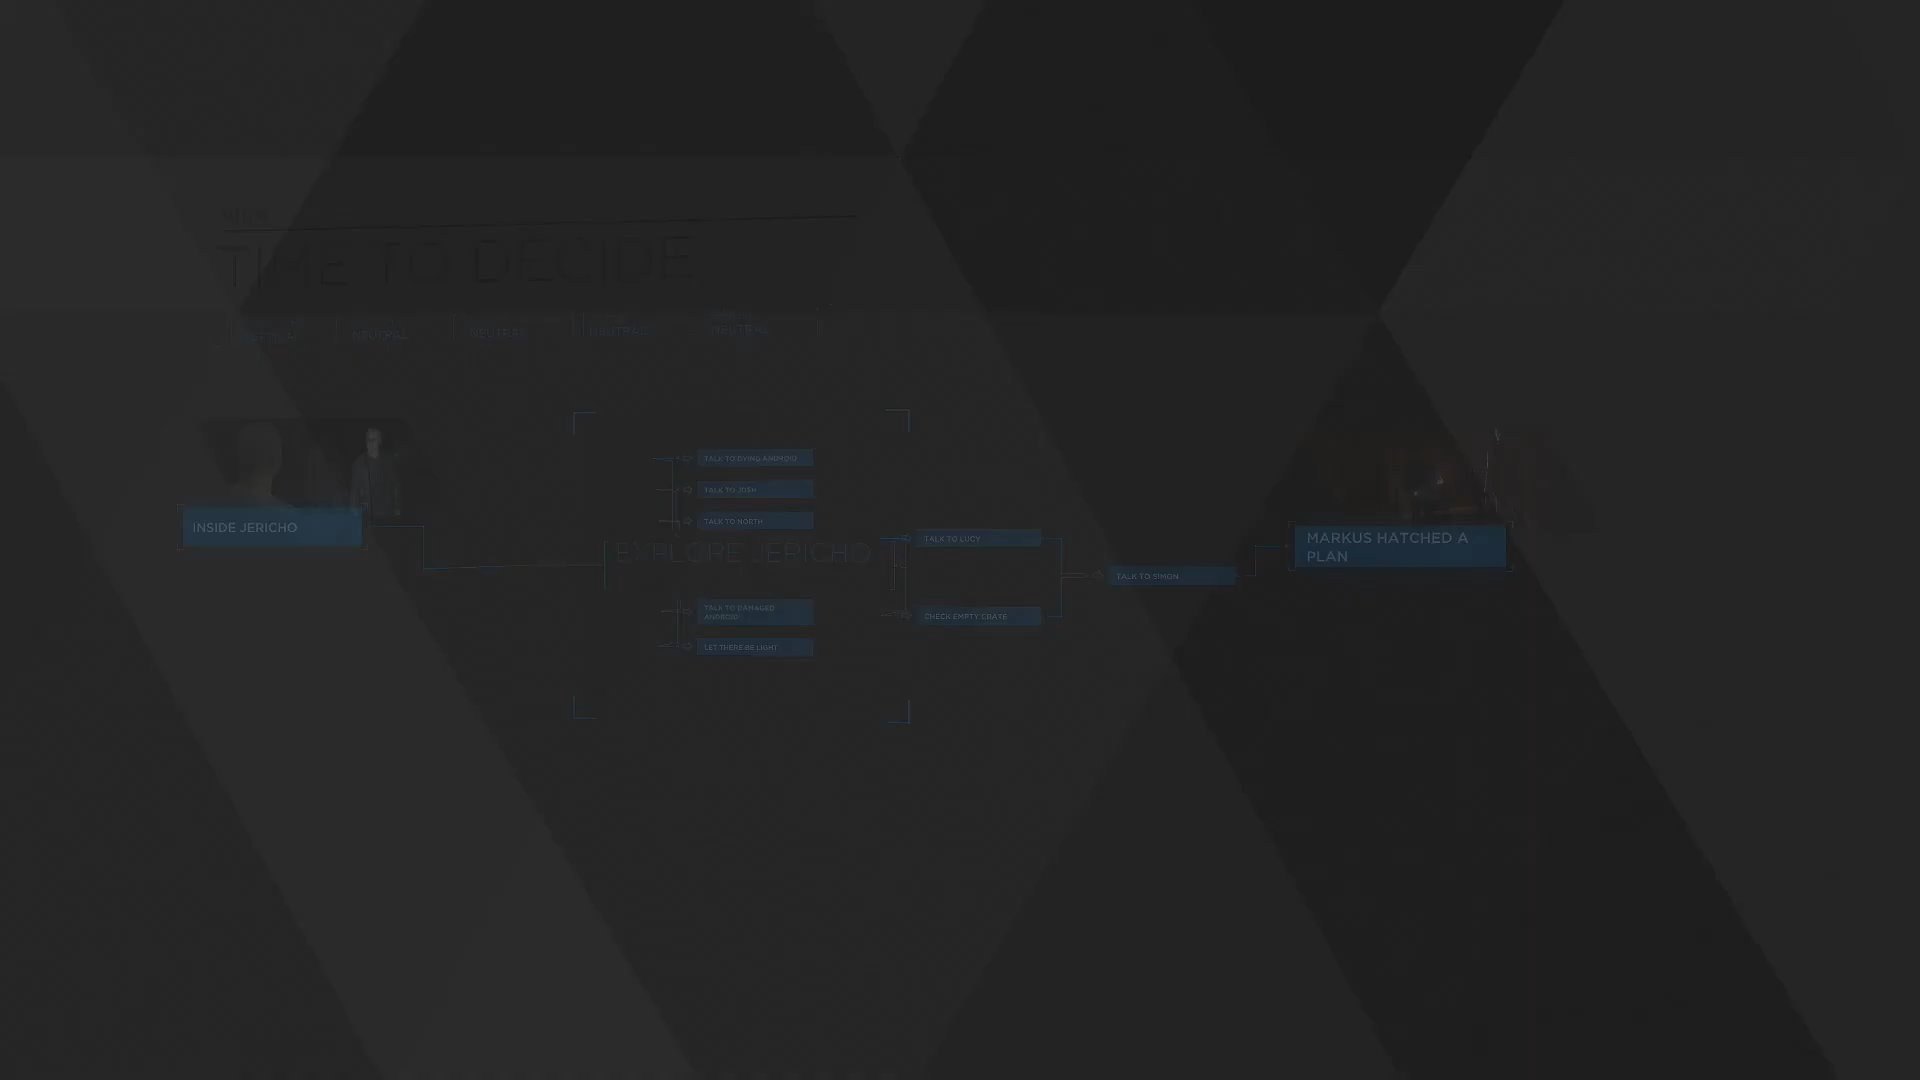 TIME TO DECIDE
NEUTRAL NEUTRAL NEUTRAL NEUTRAL NEUTRAL
INSIDE JERICHO
TALK TO DYING ANDROID
TALK TO JOSH
TALK TO NORTH
EXPLORE JERICHO
TALK TO DAMAGED
ANDROID
LET THERE BE LIGHT
TALK TO LUCY
CHECK EMPTY CRATE
TALK TO SIMON
MARKUS HATCHED A
PLAN